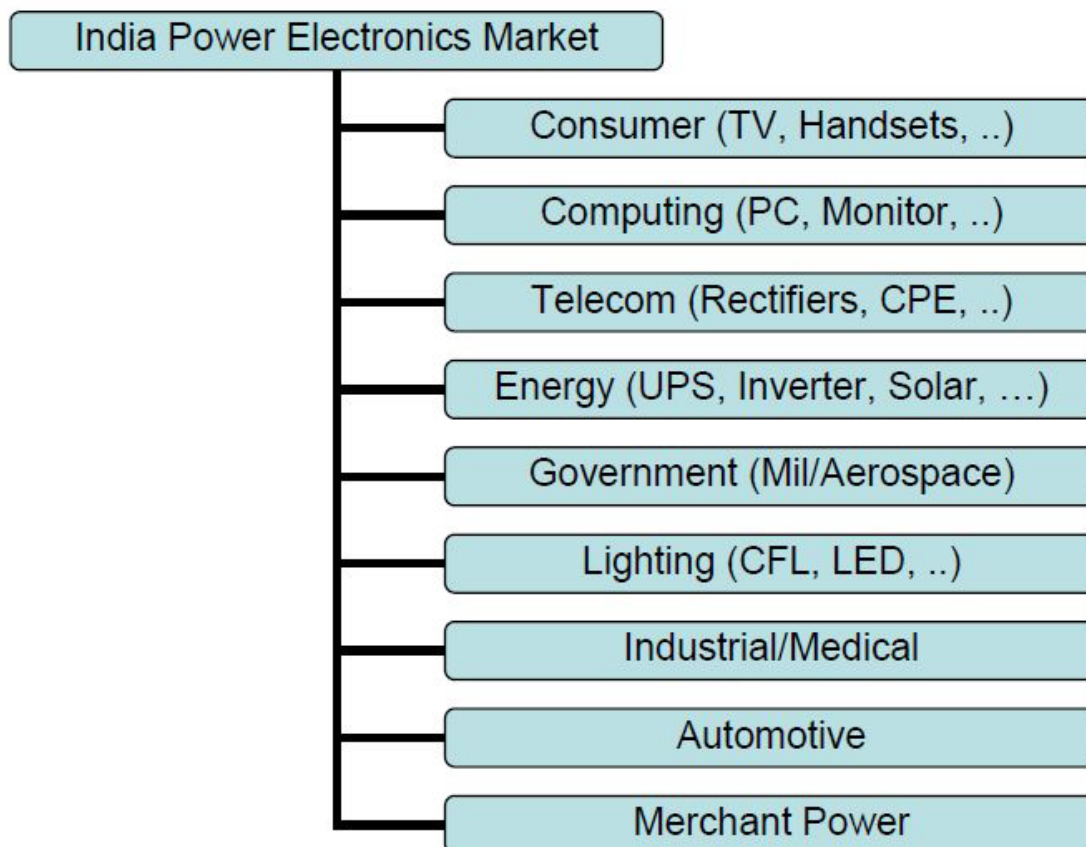 India Power Electronics Market
Consumer (TV, Handsets, ..)
Computing (PC, Monitor, ..)
Telecom (Rectifiers, CPE, ..)
Energy (UPS, Inverter, Solar, …)
Government (Mil/Aerospace)
Lighting (CFL, LED, ..)
Industrial/Medical
Automotive
Merchant Power